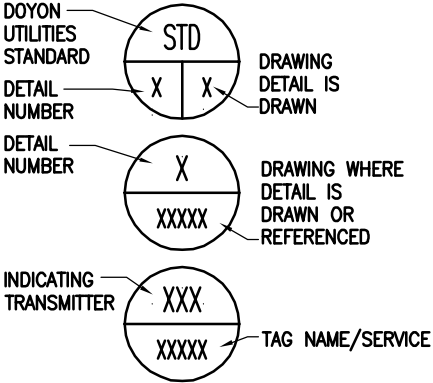 DOYON
UTILITIES
STANDARD
STD
DETAIL
NUMBER
X
X
DRAWING
DETAIL IS
DRAWN
DETAIL
NUMBER
X
XXXXX
DRAWING WHERE
DETAIL IS
DRAWN OR
REFERENCED
INDICATING
TRANSMITTER
XXX
XXXXX
TAG NAME/SERVICE